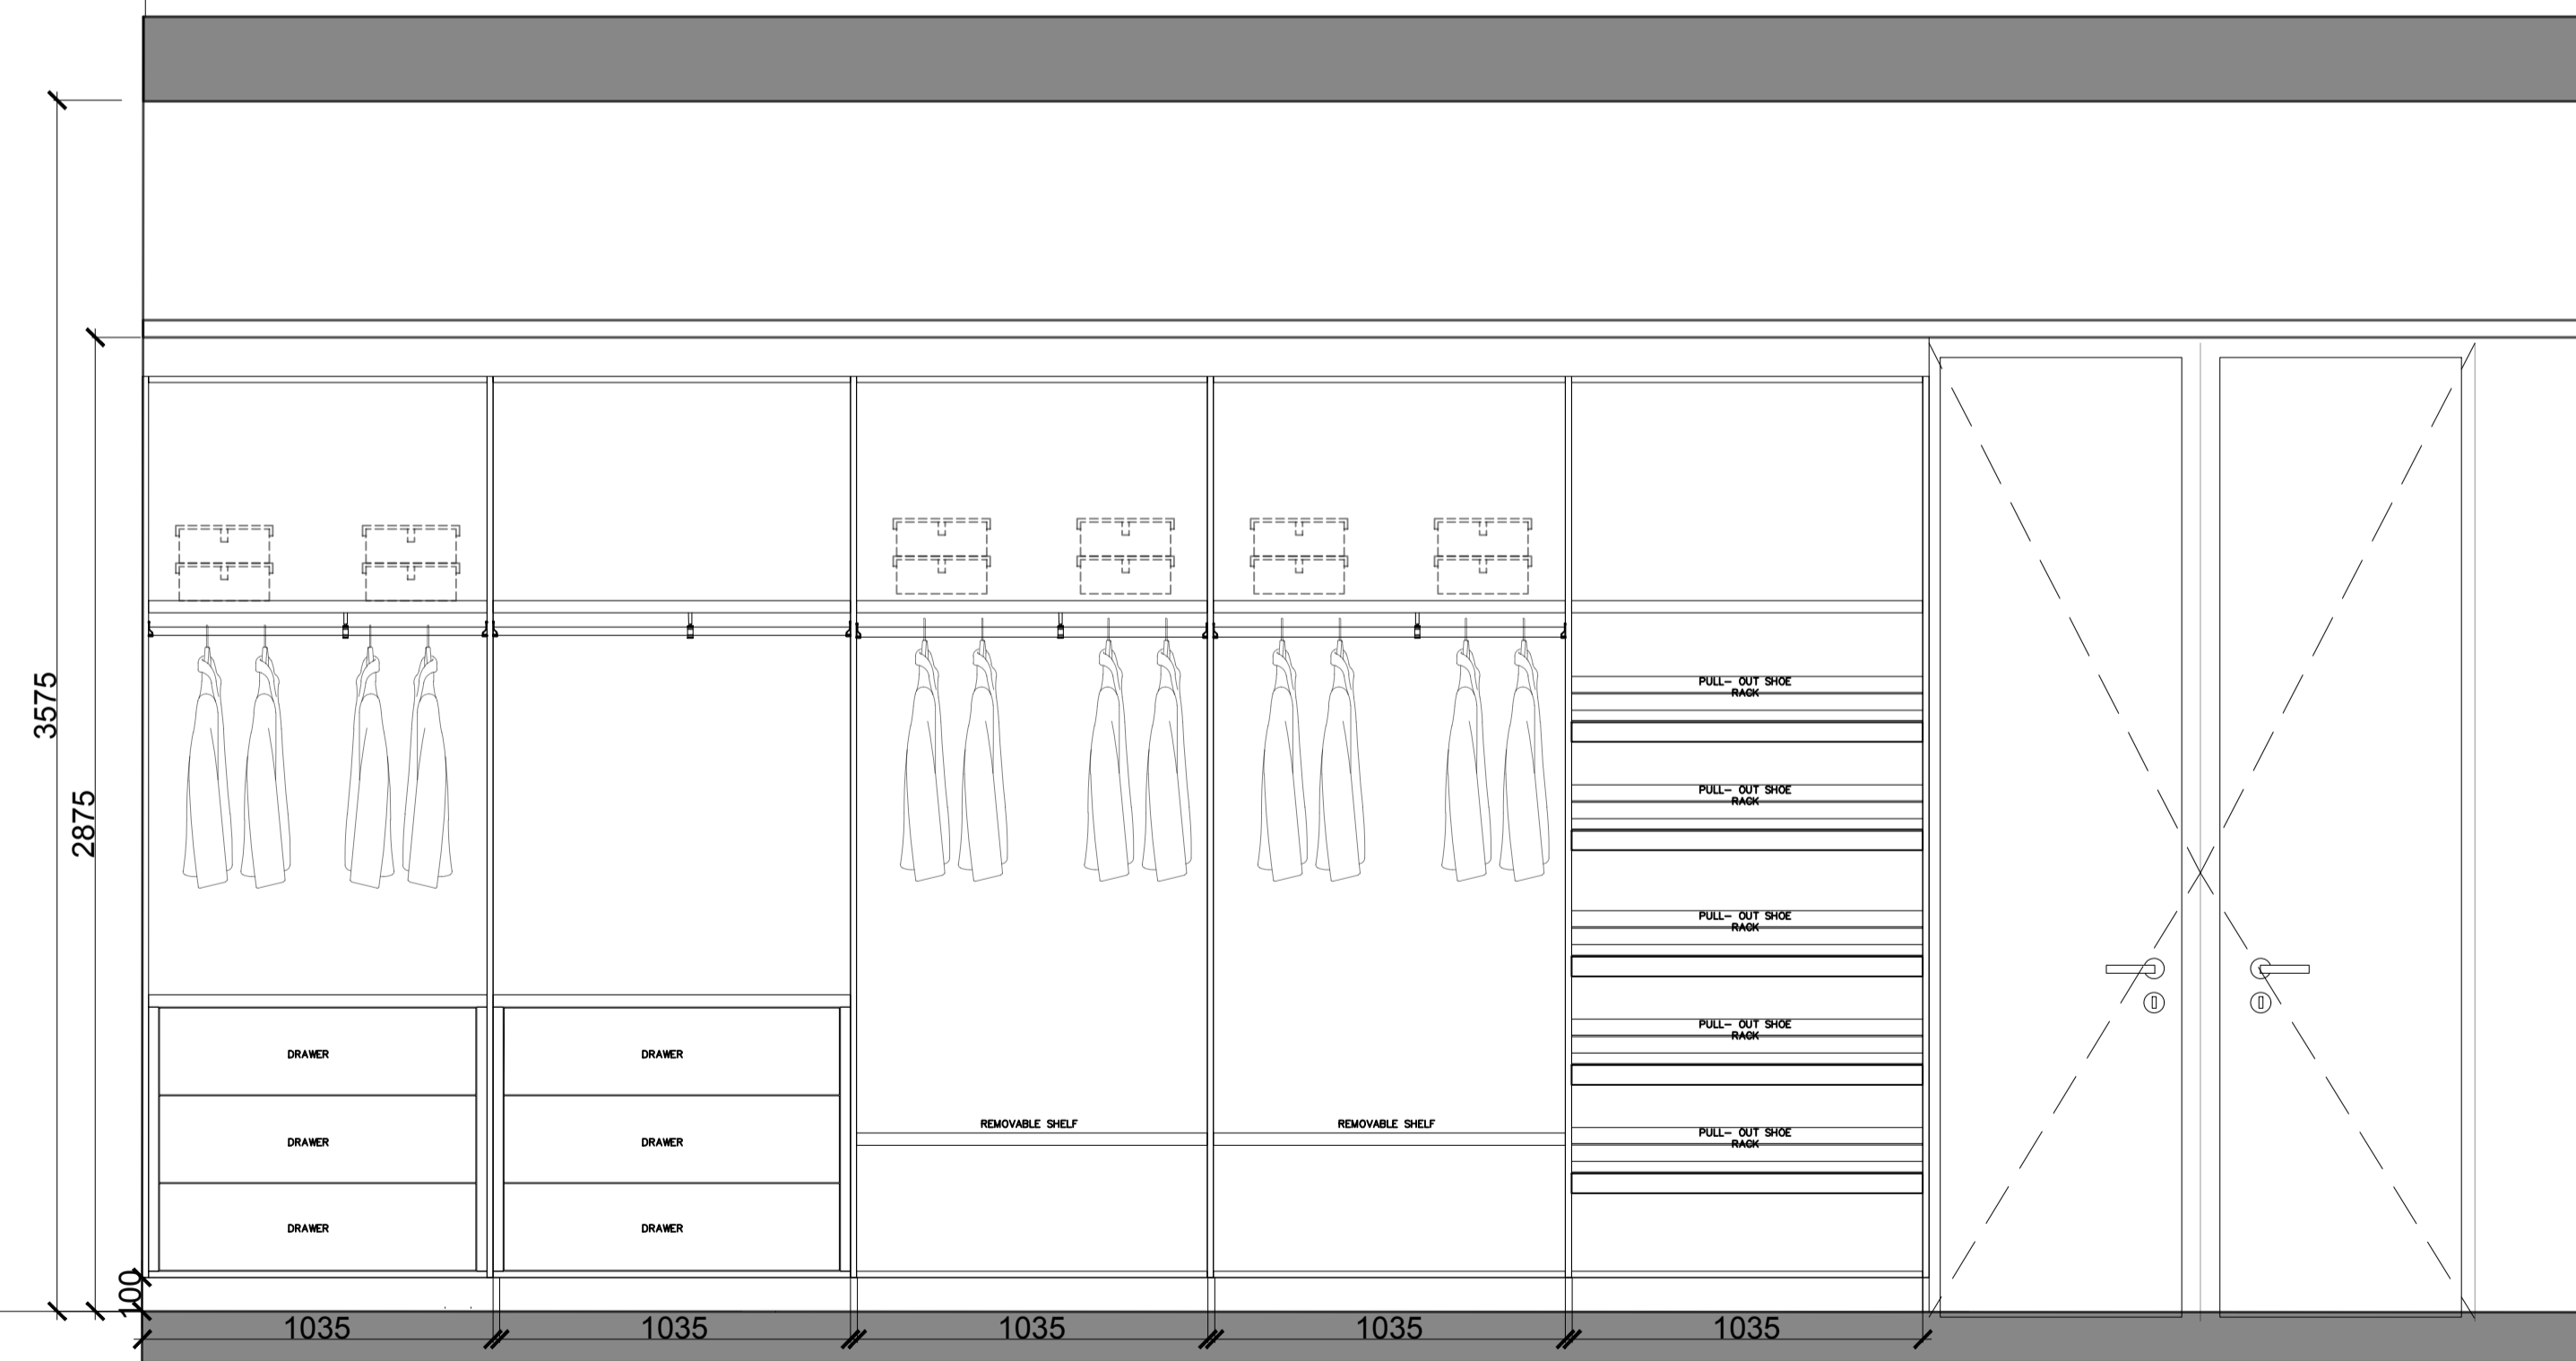 PULL- OUT SHOE
RACK
PULL- OUT SHOE
RACK
PULL- OUT SHOE
RACK
PULL- OUT SHOE
RACK
PULL- OUT SHOE
RACK
DRAWER
DRAWER
DRAWER
DRAWER
DRAWER
DRAWER
REMOVABLE SHELF
REMOVABLE SHELF
3575
2875
100
1035
1035
1035
1035
1035